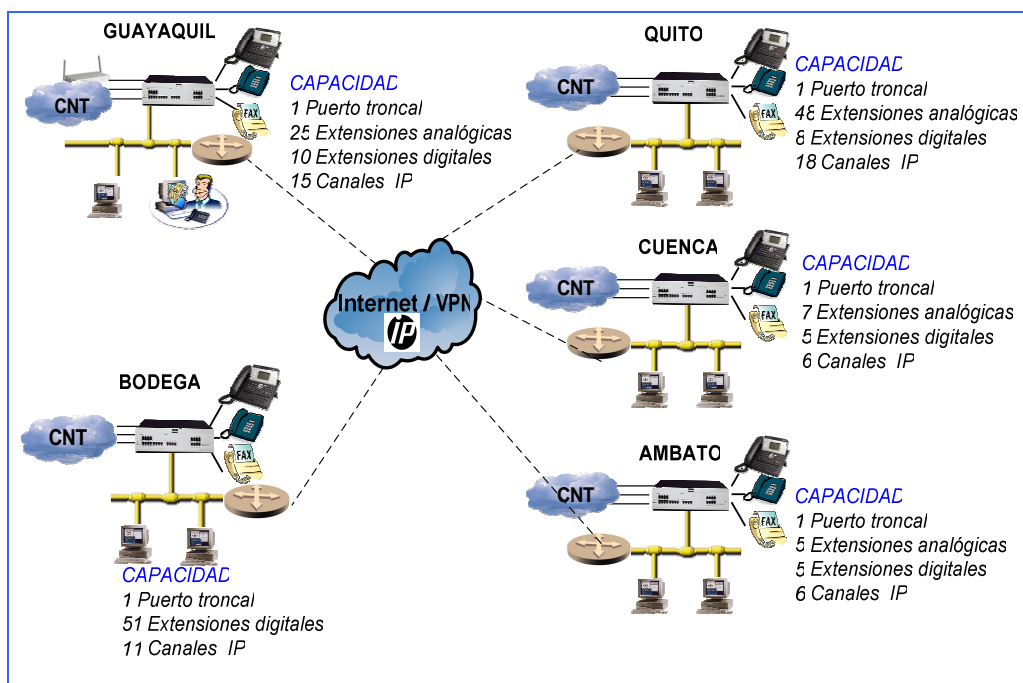 GUAYAQUIL
CNT
FAX
CAPACIDAD
1 Puerto troncal
25 Extensiones analógicas
10 Extensiones digitales
15 Canales IP
QUITO
CNT
FAX
CAPACIDAD
1 Puerto troncal
48 Extensiones analógicas
8 Extensiones digitales
18 Canales IP
Internet / VPN
IP
CUENCA
CNT
FAX
CAPACIDAD
1 Puerto troncal
7 Extensiones analógicas
5 Extensiones digitales
6 Canales IP
BODEGA
CNT
FAX
CAPACIDAD
1 Puerto troncal
51 Extensiones digitales
11 Canales IP
AMBATO
CNT
FAX
CAPACIDAD
1 Puerto troncal
5 Extensiones analógicas
5 Extensiones digitales
6 Canales IP